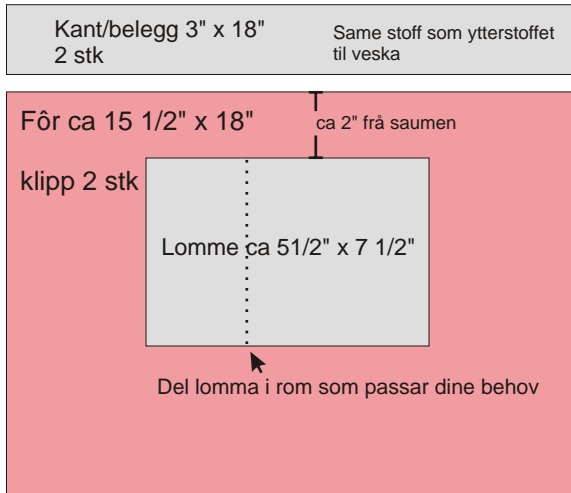 Kant/belegg 3" x 18"
2 stk
Same stoff som ytterstoffet
til veska
Fôr ca 15 1/2" x 18"
ca 2" frå saumen
klipp 2 stk
Lomme ca 51/2" x 7 1/2"
Del lomma i rom som passar dine behov